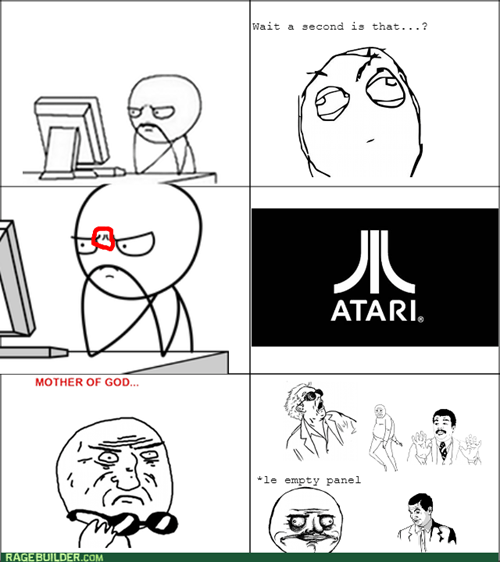 Wait a second is that...?
ATARI®
MOTHER OF GOD...
*le empty panel
RAGEBUILDER.COM